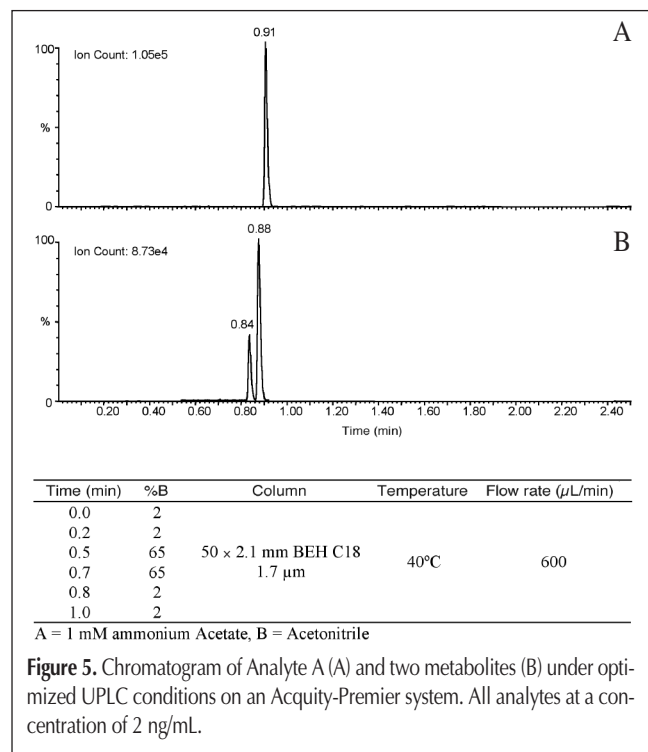 A
0.91
Ion Count: 1.05e5
100
%
0
B
0.88
Ion Count: 8.73e4
100
0.84
%
0
0.20 0.40 0.60 0.80 1.00 1.20 1.40 1.60 1.80 2.00 2.20 2.40
Time (min)
Time (min) %B Column Temperature Flow rate (µL/min)
0.0 2
0.2 2
0.5 65 50 × 2.1 mm BEH C18 40°C 600
0.7 65 1.7 µm
0.8 2
1.0 2
A = 1 mM ammonium Acetate, B = Acetonitrile
Figure 5. Chromatogram of Analyte A (A) and two metabolites (B) under opti-
mized UPLC conditions on an Acquity-Premier system. All analytes at a con-
centration of 2 ng/mL.